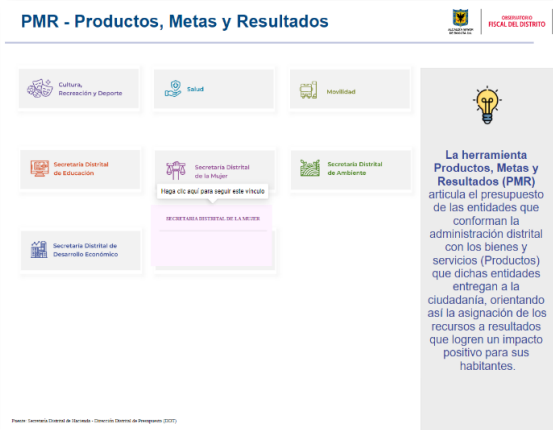 PMR - Productos, Metas y Resultados
ALCALDÍA MAYOR
DE BOGOTÁ D.C.
OBSERVATORIO
FISCAL DEL DISTRITO
Cultura,
Recreación y Deporte
Salud
Movilidad
Secretaría Distrital
de Educación
Secretaría Distrital
de la Mujer
Secretaría Distrital
de Ambiente
Haga clic aquí para seguir este vínculo
SECRETARIA DISTRITAL DE LA MUJER
Secretaría Distrital de
Desarrollo Económico
La herramienta
Productos, Metas y
Resultados (PMR)
articula el presupuesto
de las entidades que
conforman la
administración distrital
con los bienes y
servicios (Productos)
que dichas entidades
entregan a la
ciudadanía, orientando
así la asignación de los
recursos a resultados
que logren un impacto
positivo para sus
habitantes.
Fuente: Secretaría Distrital de Hacienda - Dirección Distrital de Presupuesto (DDP)